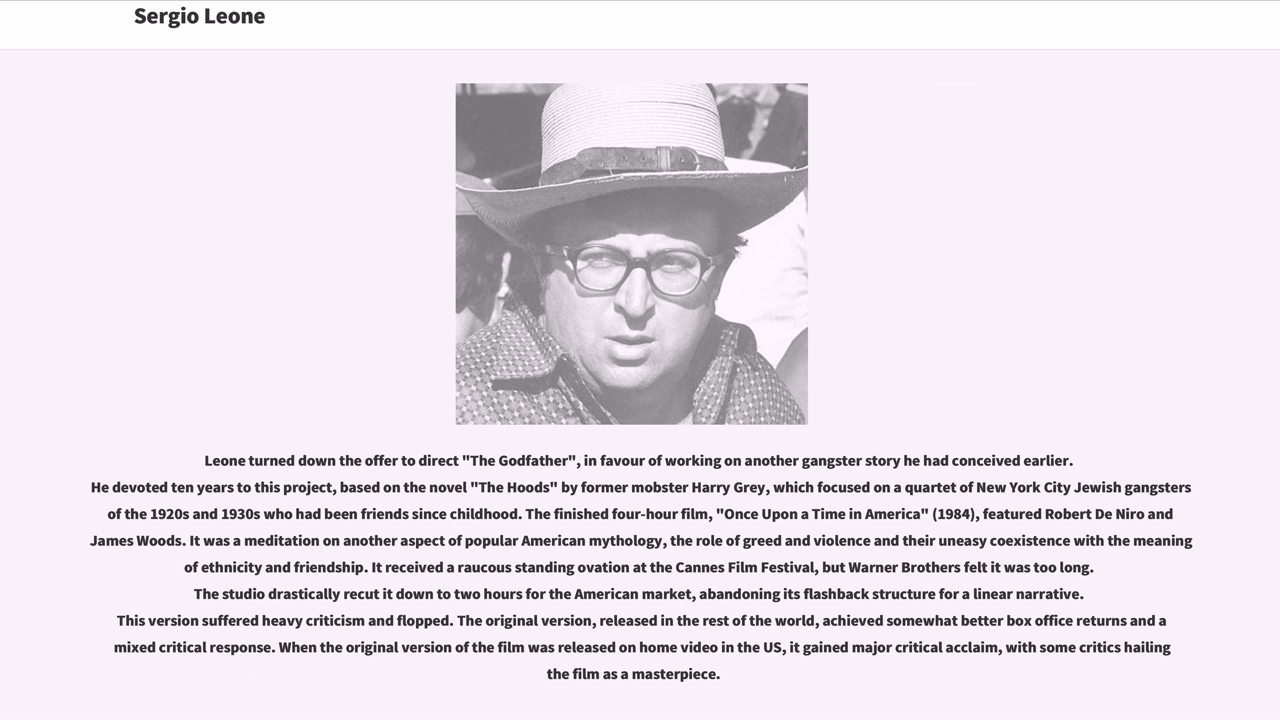 Sergio Leone
Leone turned down the offer to direct "The Godfather", in favour of working on another gangster story he had conceived earlier.
He devoted ten years to this project, based on the novel "The Hoods" by former mobster Harry Grey, which focused on a quartet of New York City Jewish gangsters
of the 1920s and 1930s who had been friends since childhood. The finished four-hour film, "Once Upon a Time in America" (1984), featured Robert De Niro and
James Woods. It was a meditation on another aspect of popular American mythology, the role of greed and violence and their uneasy coexistence with the meaning
of ethnicity and friendship. It received a raucous standing ovation at the Cannes Film Festival, but Warner Brothers felt it was too long.
The studio drastically recut it down to two hours for the American market, abandoning its flashback structure for a linear narrative.
This version suffered heavy criticism and flopped. The original version, released in the rest of the world, achieved somewhat better box office returns and a
mixed critical response. When the original version of the film was released on home video in the US, it gained major critical acclaim, with some critics hailing
the film as a masterpiece.